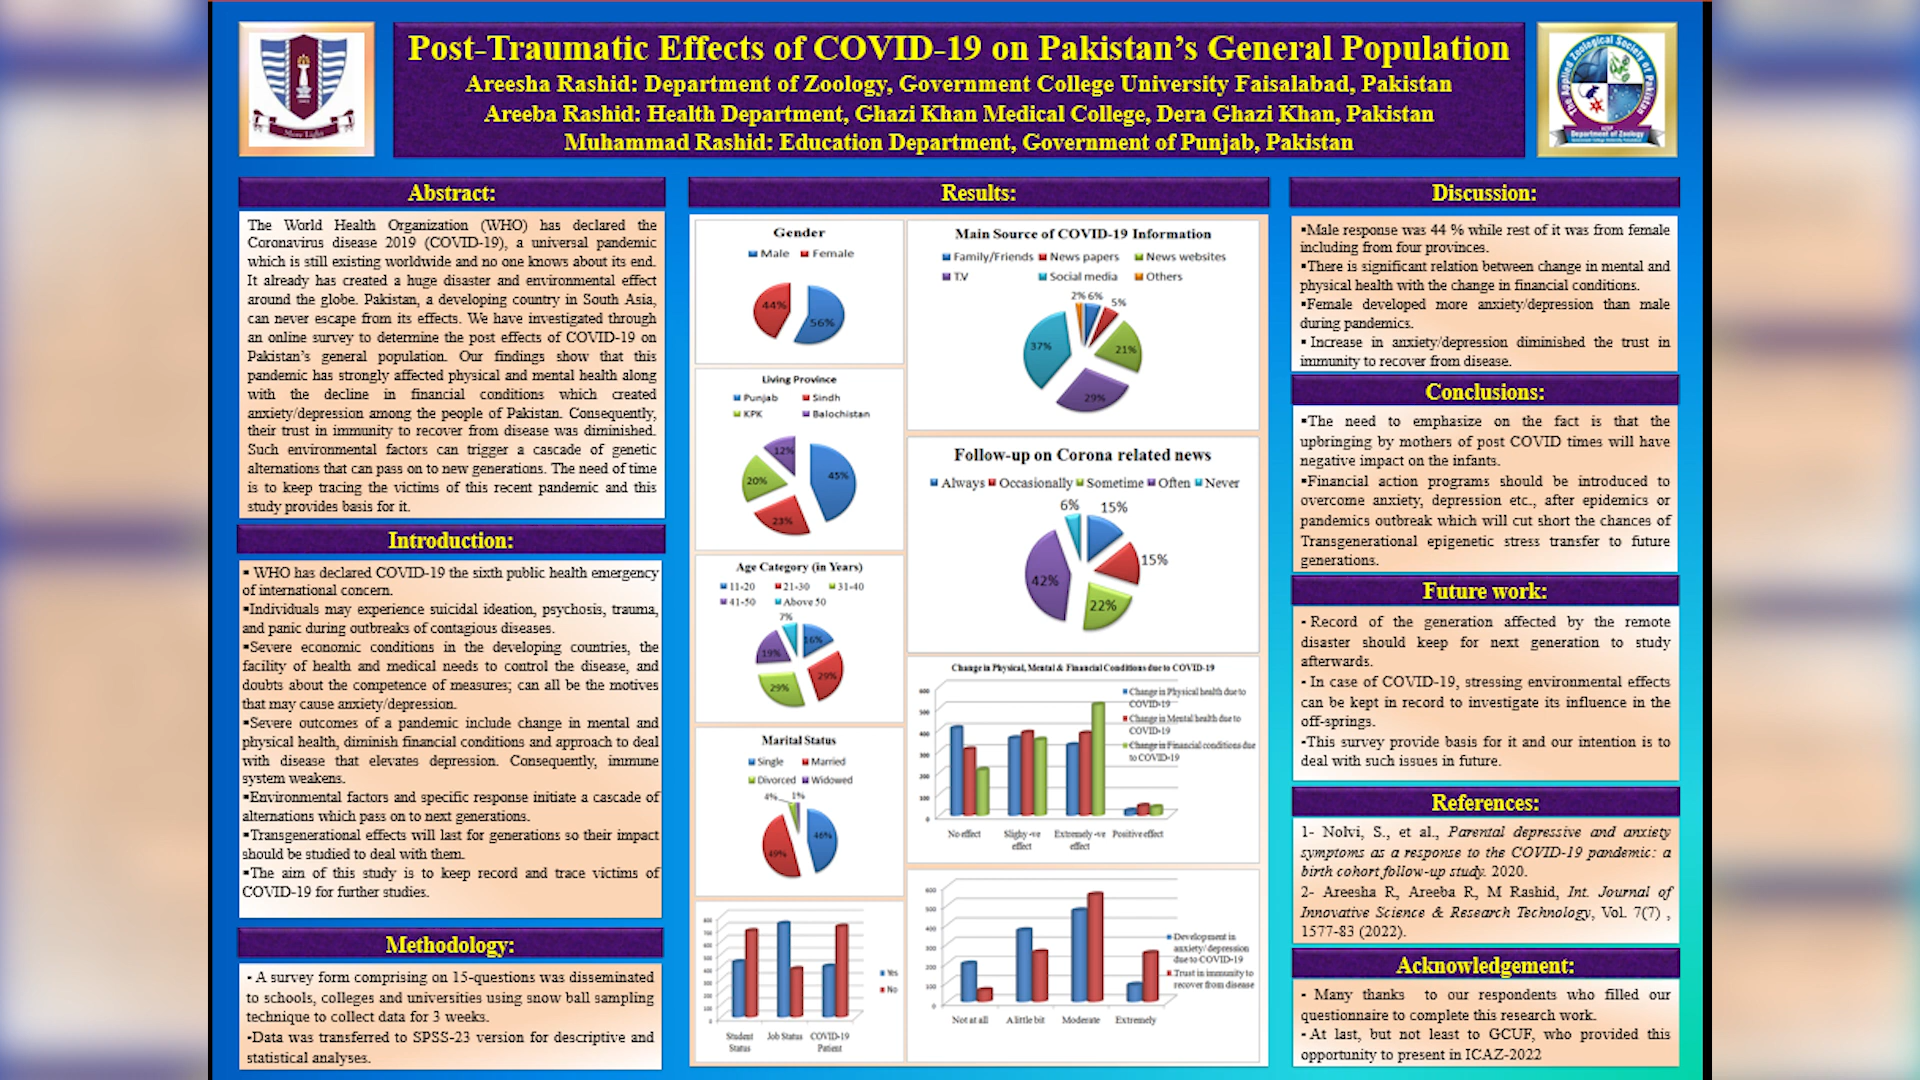 Post-Traumatic Effects of COVID-19 on Pakistan’s General Population
Areesha Rashid: Department of Zoology, Government College University Faisalabad, Pakistan
Areeba Rashid: Health Department, Ghazi Khan Medical College, Dera Ghazi Khan, Pakistan
Muhammad Rashid: Education Department, Government of Punjab, Pakistan
The Applied Zoological Society of Pakistan
Department of Zoology
Abstract:
The World Health Organization (WHO) has declared the
Coronavirus disease 2019 (COVID-19), a universal pandemic
which is still existing worldwide and no one knows about its end.
It already has created a huge disaster and environmental effect
around the globe. Pakistan, a developing country in South Asia,
can never escape from its effects. We have investigated through
an online survey to determine the post effects of COVID-19 on
Pakistan’s general population. Our findings show that this
pandemic has strongly affected physical and mental health along
with the decline in financial conditions which created
anxiety/depression among the people of Pakistan. Consequently,
their trust in immunity to recover from disease was diminished.
Such environmental factors can trigger a cascade of genetic
alternations that can pass on to new generations. The need of time
is to keep tracing the victims of this recent pandemic and this
study provides basis for it.
Introduction:
▪ WHO has declared COVID-19 the sixth public health emergency
of international concern.
▪Individuals may experience suicidal ideation, psychosis, trauma,
and panic during outbreaks of contagious diseases.
▪Severe economic conditions in the developing countries, the
facility of health and medical needs to control the disease, and
doubts about the competence of measures; can all be the motives
that may cause anxiety/depression.
▪Severe outcomes of a pandemic include change in mental and
physical health, diminish financial conditions and approach to deal
with disease that elevates depression. Consequently, immune
system weakens.
▪Environmental factors and specific response initiate a cascade of
alternations which pass on to next generations.
▪Transgenerational effects will last for generations so their impact
should be studied to deal with them.
▪The aim of this study is to keep record and trace victims of
COVID-19 for further studies.
Methodology:
- A survey form comprising on 15-questions was disseminated
to schools, colleges and universities using snow ball sampling
technique to collect data for 3 weeks.
-Data was transferred to SPSS-23 version for descriptive and
statistical analyses.
Results:
Gender
Male Female
44% 56%
Living Province
Punjab Sindh
KPK Balochistan
12%
45%
20%
23%
Age Category (in Years)
11-20 21-30 31-40
41-50 Above 50
7%
16%
19%
29%
29%
Marital Status
Single Married
Divorced Widowed
4% 1%
46%
49%
800
700
600
500
400
300
200
100
0
Yes
No
Student Status
Job Status
COVID-19 Patient
Main Source of COVID-19 Information
Family/Friends News papers News websites
T.V Social media Others
2% 6% 5%
37%
21%
29%
Follow-up on Corona related news
Always Occasionally Sometime Often Never
6% 15%
15%
42%
22%
Change in Physical, Mental & Financial Conditions due to COVID-19
600
500
400
300
200
100
0
Change in Physical health due to
COVID-19
Change in Mental health due to
COVID-19
Change in Financial conditions due
to COVID-19
No effect
Slighy -ve effect
Extremely -ve effect
Positive effect
600
500
400
300
200
100
0
Development in
anxiety/depression
due to COVID-19
Trust in immunity to
recover from disease
Not at all A little bit Moderate Extremely
Discussion:
▪Male response was 44 % while rest of it was from female
including from four provinces.
▪There is significant relation between change in mental and
physical health with the change in financial conditions.
▪Female developed more anxiety/depression than male
during pandemics.
▪ Increase in anxiety/depression diminished the trust in
immunity to recover from disease.
Conclusions:
▪The need to emphasize on the fact is that the
upbringing by mothers of post COVID times will have
negative impact on the infants.
▪Financial action programs should be introduced to
overcome anxiety, depression etc., after epidemics or
pandemics outbreak which will cut short the chances of
Transgenerational epigenetic stress transfer to future
generations.
Future work:
- Record of the generation affected by the remote
disaster should keep for next generation to study
afterwards.
- In case of COVID-19, stressing environmental effects
can be kept in record to investigate its influence in the
off-springs.
-This survey provide basis for it and our intention is to
deal with such issues in future.
References:
1- Nolvi, S., et al., Parental depressive and anxiety
symptoms as a response to the COVID-19 pandemic: a
birth cohort follow-up study. 2020.
2- Areesha R, Areeba R, M Rashid, Int. Journal of
Innovative Science & Research Technology, Vol. 7(7) ,
1577-83 (2022).
Acknowledgement:
- Many thanks to our respondents who filled our
questionnaire to complete this research work.
- At last, but not least to GCUF, who provided this
opportunity to present in ICAZ-2022